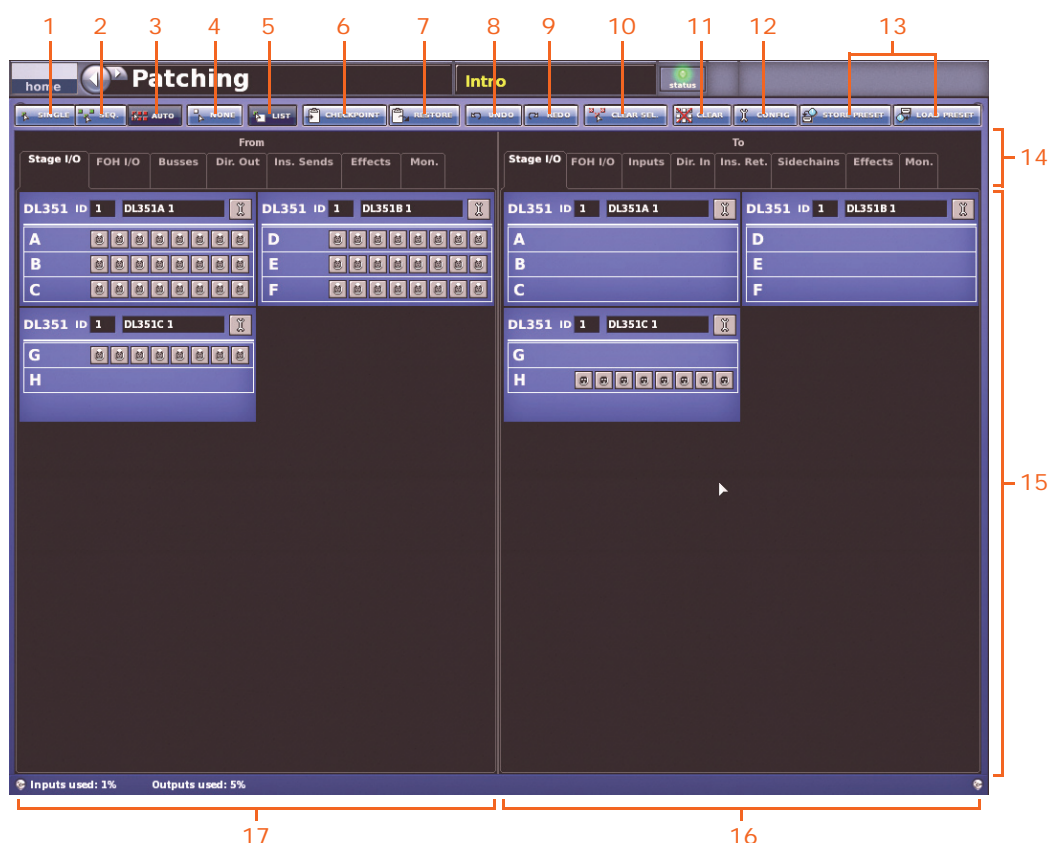 1 2 3 4 5 6 7 8 9 10 11 12 13
home Patching Intro status
SINGLE SEQ. AUTO NONE LIST CHECKPOINT RESTORE UNDO REDO CLEAR SEL. CLEAR CONFIG STORE PRESET LOAD PRESET
From To
14
Stage I/O FOH I/O Busses Dir. Out Ins. Sends Effects Mon. Stage I/O FOH I/O Inputs Dir. In Ins. Ret. Sidechains Effects Mon.
DL351 ID 1 DL351A 1 DL351 ID 1 DL351B 1 DL351 ID 1 DL351A 1 DL351 ID 1 DL351B 1
A D A D
B E B E
C F C F
DL351 ID 1 DL351C 1 DL351 ID 1 DL351C 1
G G
H H
15
Inputs used: 1% Outputs used: 5%
17 16